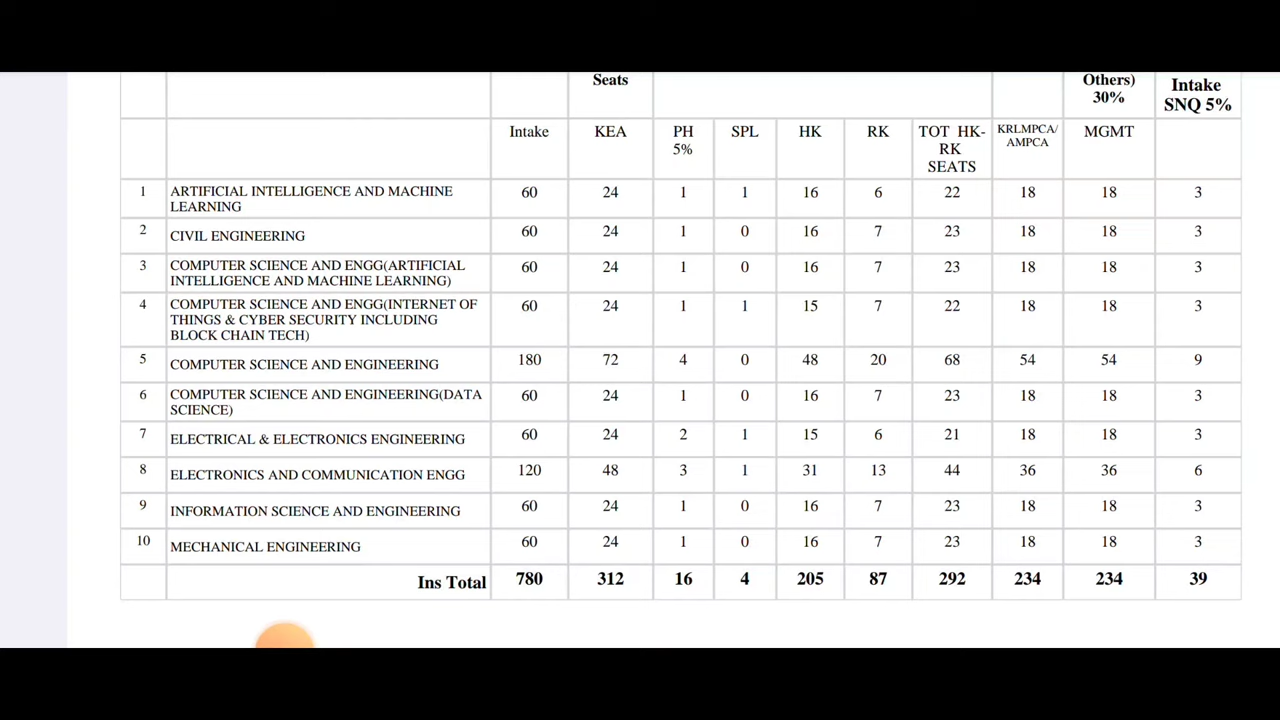 Seats Others)
30% Intake
SNQ 5%
Intake KEA PH
5% SPL HK RK TOT HK-
RK
SEATS KRLMPCA/
AMPCA MGMT
1 ARTIFICIAL INTELLIGENCE AND MACHINE
LEARNING 60 24 1 1 16 6 22 18 18 3
2 CIVIL ENGINEERING 60 24 1 0 16 7 23 18 18 3
3 COMPUTER SCIENCE AND ENGG(ARTIFICIAL
INTELLIGENCE AND MACHINE LEARNING) 60 24 1 0 16 7 23 18 18 3
4 COMPUTER SCIENCE AND ENGG(INTERNET OF
THINGS & CYBER SECURITY INCLUDING
BLOCK CHAIN TECH) 60 24 1 1 15 7 22 18 18 3
5 COMPUTER SCIENCE AND ENGINEERING 180 72 4 0 48 20 68 54 54 9
6 COMPUTER SCIENCE AND ENGINEERING(DATA
SCIENCE) 60 24 1 0 16 7 23 18 18 3
7 ELECTRICAL & ELECTRONICS ENGINEERING 60 24 2 1 15 6 21 18 18 3
8 ELECTRONICS AND COMMUNICATION ENGG 120 48 3 1 31 13 44 36 36 6
9 INFORMATION SCIENCE AND ENGINEERING 60 24 1 0 16 7 23 18 18 3
10 MECHANICAL ENGINEERING 60 24 1 0 16 7 23 18 18 3
Ins Total 780 312 16 4 205 87 292 234 234 39